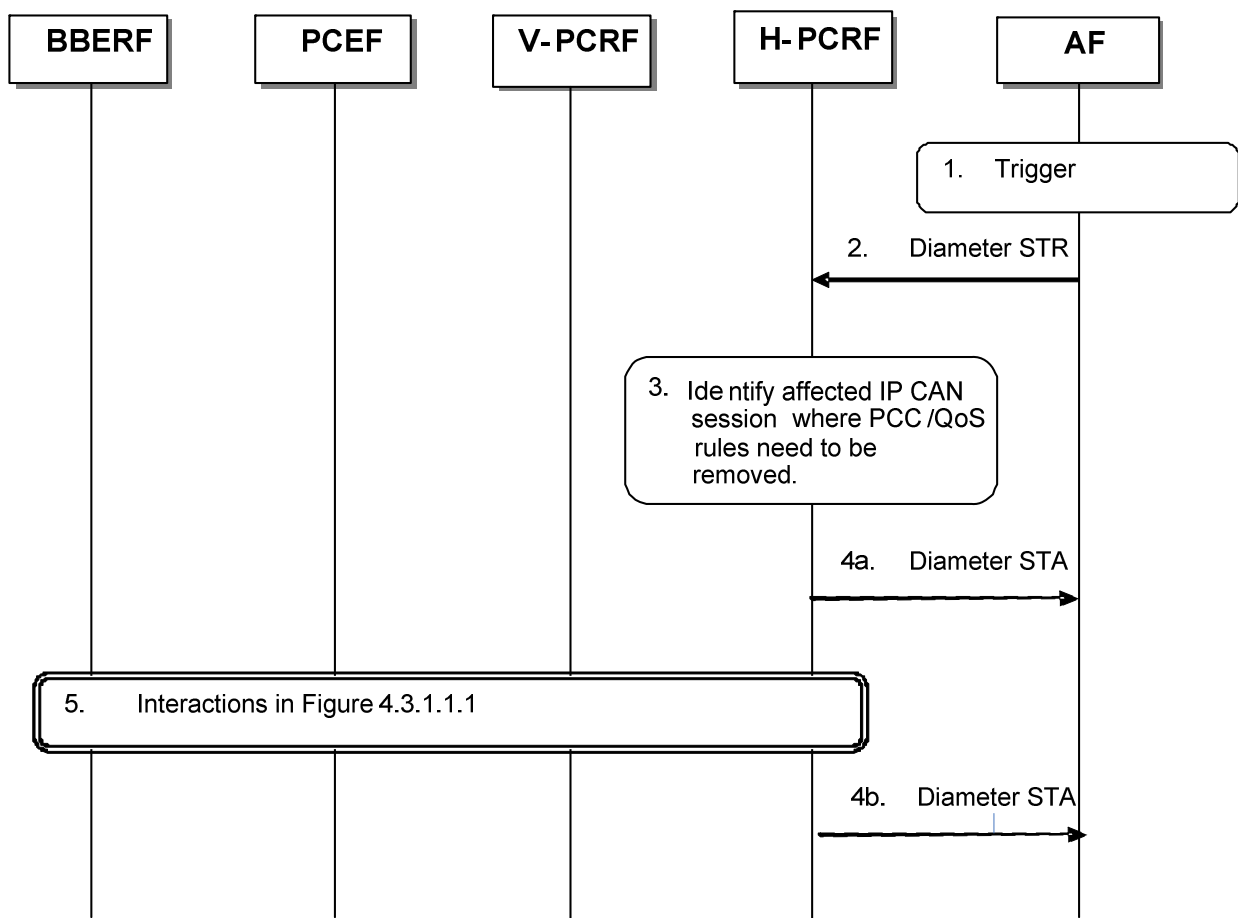 BBERF
PCEF
V-PCRF
H-PCRF
AF
1. Trigger
2. Diameter STR
3. Identify affected IP CAN
session where PCC /QoS
rules need to be
removed.
4a. Diameter STA
5. Interactions in Figure 4.3.1.1.1
4b. Diameter STA